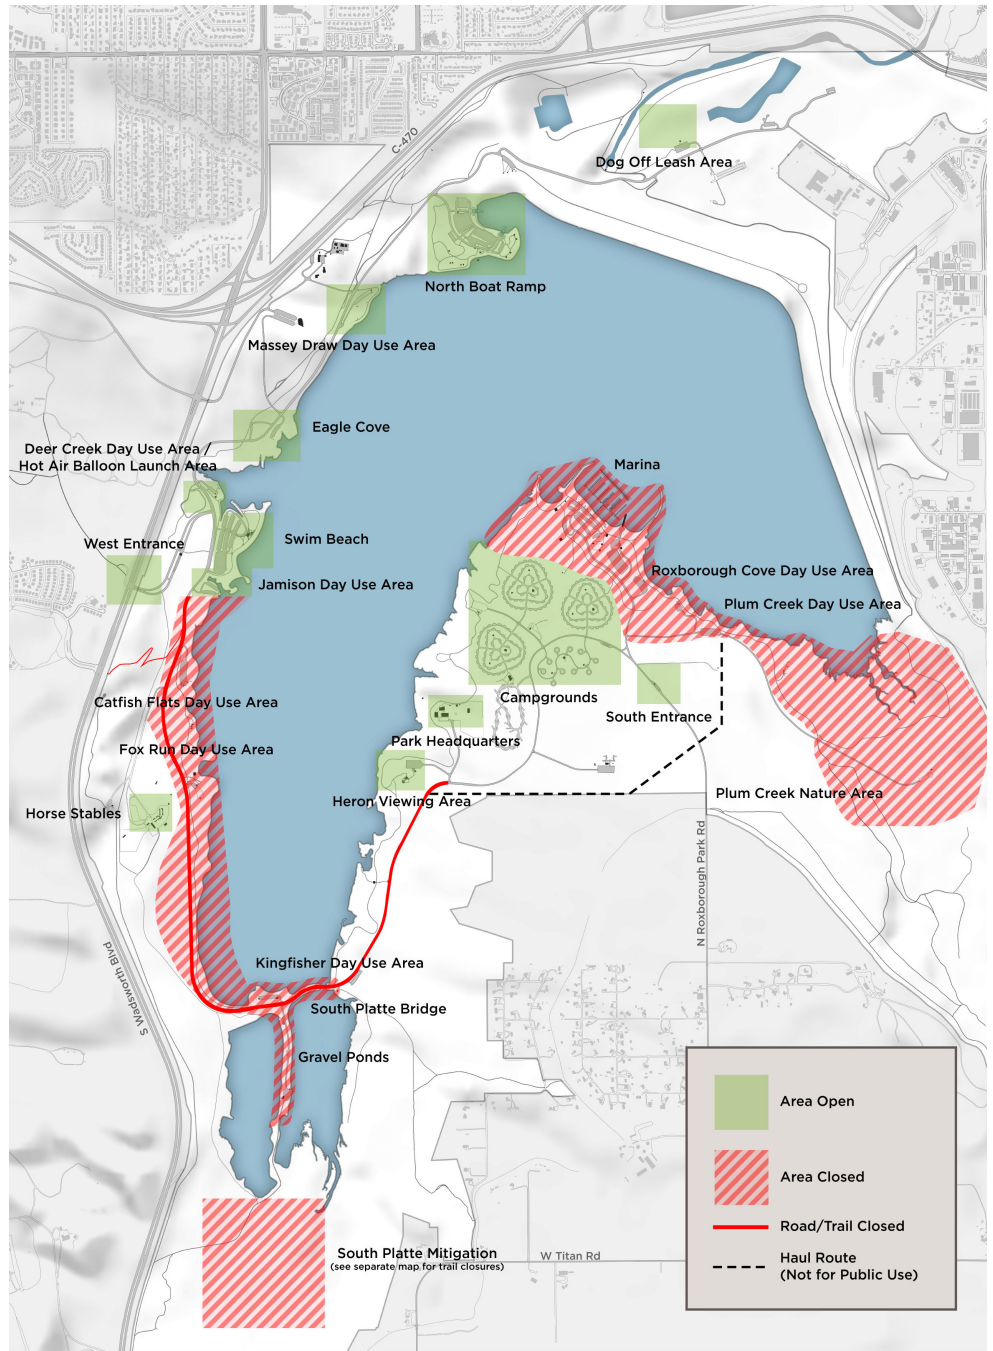 C-470
Dog Off Leash Area
North Boat Ramp
Massey Draw Day Use Area
Eagle Cove
Deer Creek Day Use Area /
Hot Air Balloon Launch Area
Marina
West Entrance
Swim Beach
Jamison Day Use Area
Roxborough Cove Day Use Area
Plum Creek Day Use Area
Catfish Flats Day Use Area
Campgrounds
South Entrance
Park Headquarters
Fox Run Day Use Area
Heron Viewing Area
Plum Creek Nature Area
Horse Stables
N Roxborough Park Rd
S Wadsworth Blvd
Kingfisher Day Use Area
South Platte Bridge
Gravel Ponds
Area Open
Area Closed
Road/Trail Closed
Haul Route
(Not for Public Use)
South Platte Mitigation
(see separate map for trail closures)
W Titan Rd